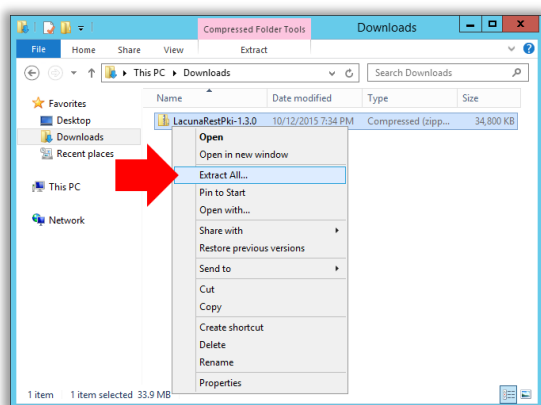 Compressed Folder Tools
Downloads
File
Home
Share
View
Extract
This PC
Downloads
Search Downloads
Name
Date modified
Type
Size
Favorites
Desktop
Downloads
Recent places
This PC
Network
LacunaRestPki-1.3.0
10/12/2015 7:34 PM
Compressed (zipp...
34,800 KB
Open
Open in new window
Extract All...
Pin to Start
Open with...
Share with
Restore previous versions
Send to
Cut
Copy
Create shortcut
Delete
Rename
Properties
1 item
1 item selected 33.9 MB